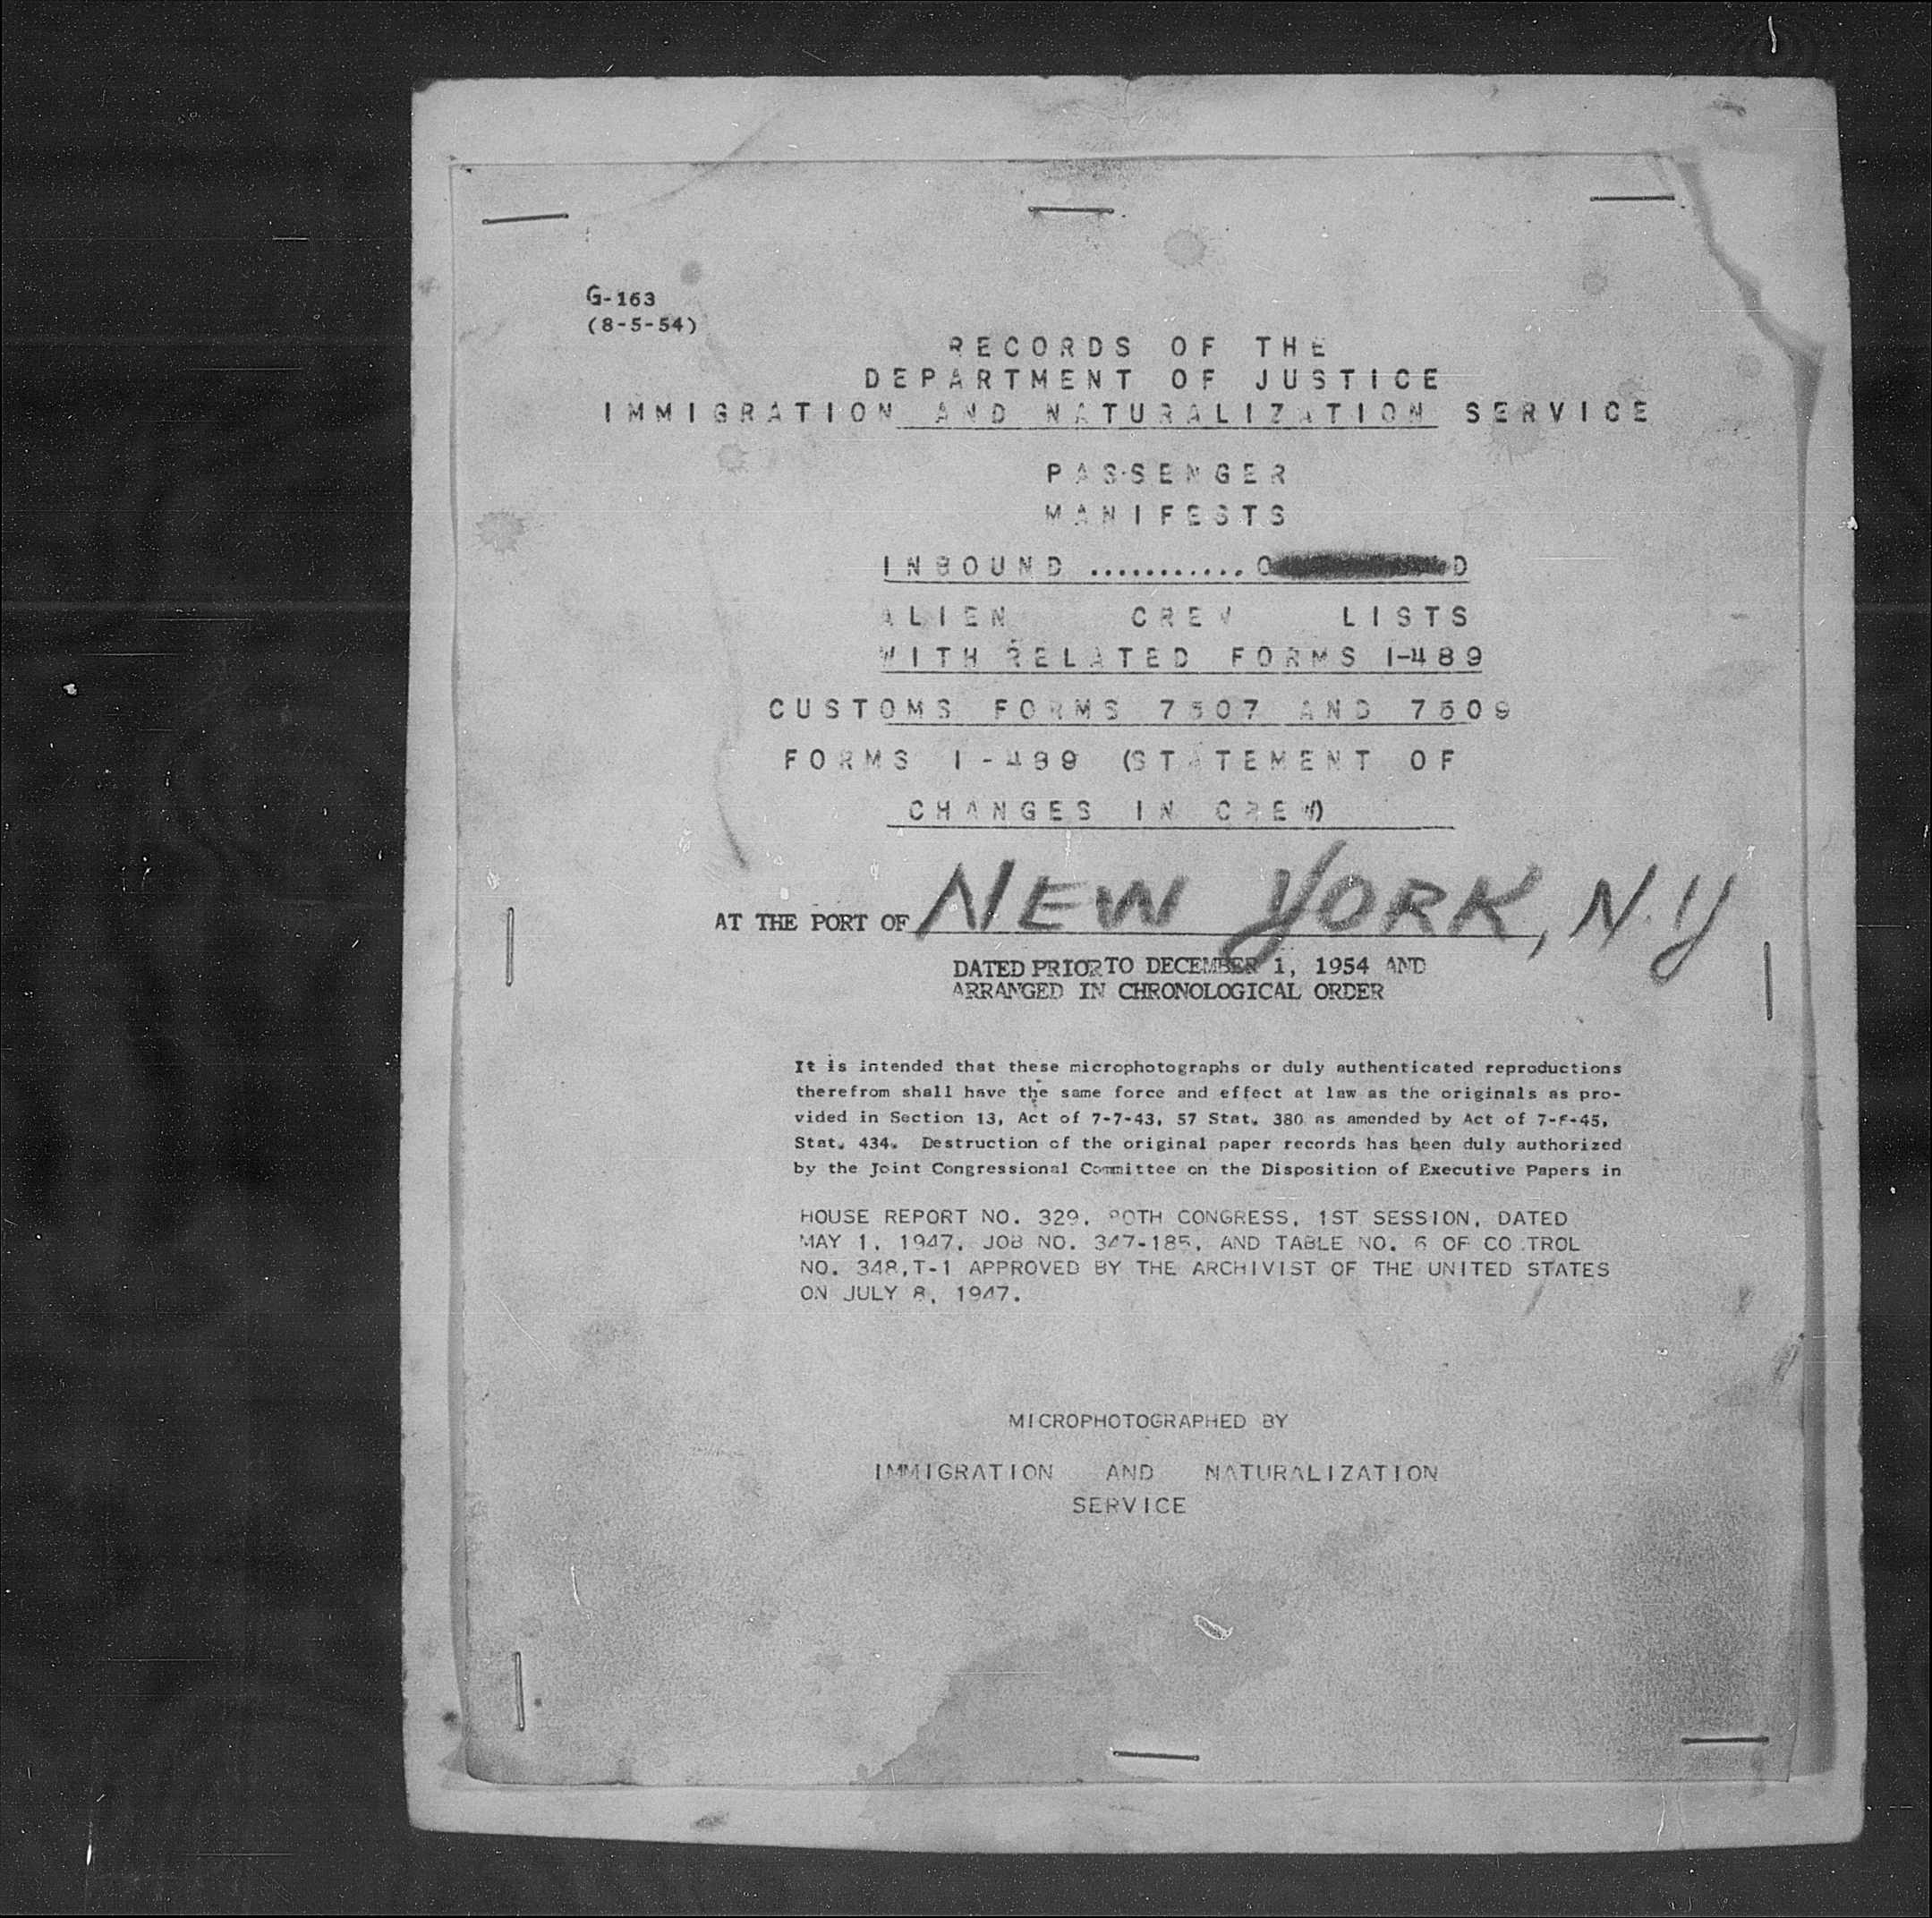 G-163
(8-5-54)
RECORDS OF THE
DEPARTMENT OF JUSTICE
IMMIGRATION AND NATURALIZATION SERVICE
PASSENGER
MANIFESTS
INBOUND ...........
ALIEN CREW LISTS
WITH RELATED FORMS I-489
CUSTOMS FORMS 7507 AND 7509
FORMS I-489 (STATEMENT OF
CHANGES IN CREW)
AT THE PORT OF NEW YORK, N.Y
DATED PRIOR TO DECEMBER 1, 1954 AND
ARRANGED IN CHRONOLOGICAL ORDER
It is intended that these microphotographs or duly authenticated reproductions
therefrom shall have the same force and effect at law as the originals as pro-
vided in Section 13, Act of 7-7-43, 57 Stat. 380 as amended by Act of
Stat. 434. Destruction of the original paper records has been duly authorized
by the Joint Congressional Committee on the Disposition of Executive Papers in
HOUSE REPORT NO. 329, 80TH CONGRESS, 1ST SESSION, DATED
MAY 1, 1947, JOB NO. 347-185, AND TABLE NO. 6 OF CO TROL
NO. 348,T-1 APPROVED BY THE ARCHIVIST OF THE UNITED STATES
ON JULY 8, 1947.
MICROPHOTOGRAPHED BY
IMMIGRATION AND NATURALIZATION
SERVICE